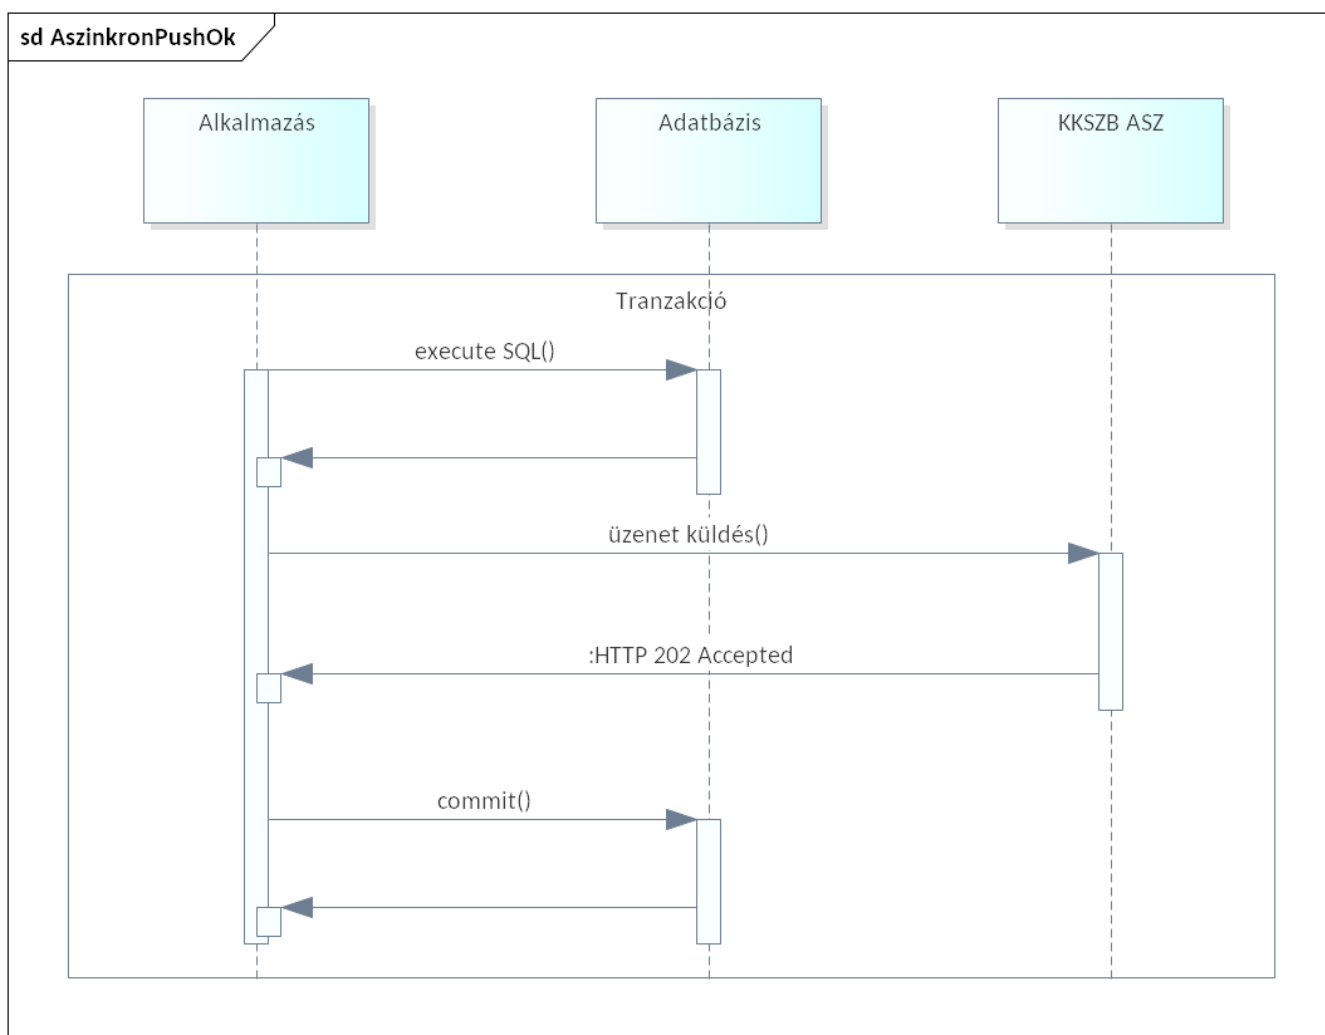 sd AszinkronPushOk
Alkalmazás
Adatbázis
KKSZB ASZ
Tranzakció
execute SQL()
üzenet küldés()
:HTTP 202 Accepted
commit()